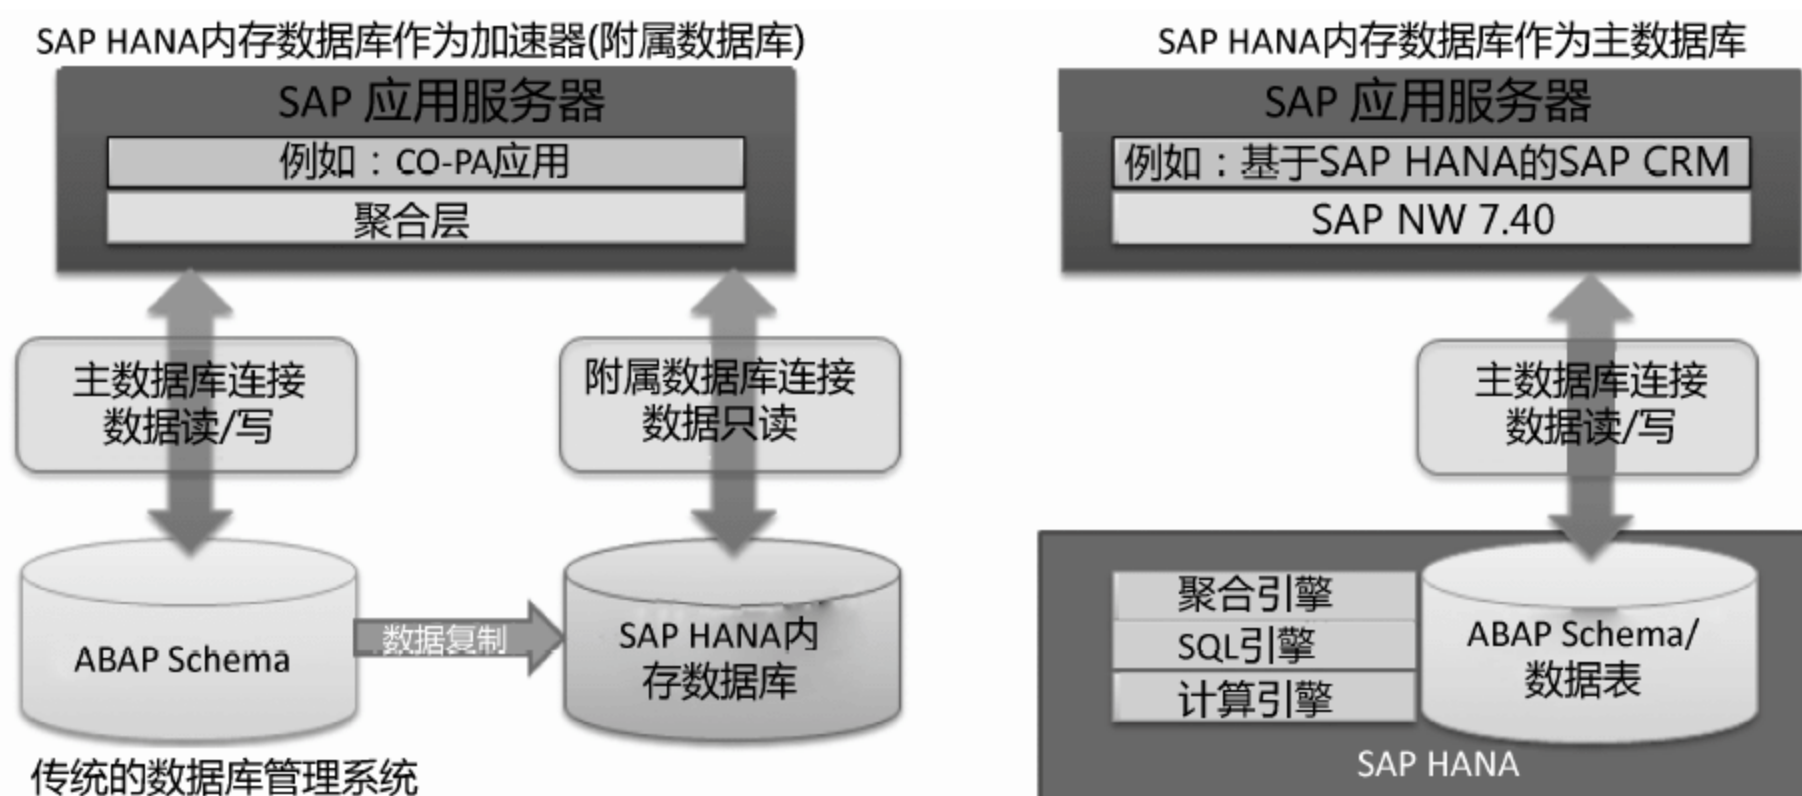 SAP HANA内存数据库作为加速器(附属数据库)
SAP 应用服务器
例如：CO-PA应用
聚合层
主数据库连接
数据读/写
附属数据库连接
数据只读
ABAP Schema
数据复制
SAP HANA内
存数据库
传统的数据库管理系统
SAP HANA内存数据库作为主数据库
SAP 应用服务器
例如：基于SAP HANA的SAP CRM
SAP NW 7.40
主数据库连接
数据读/写
聚合引擎
SQL引擎
计算引擎
ABAP Schema/
数据表
SAP HANA